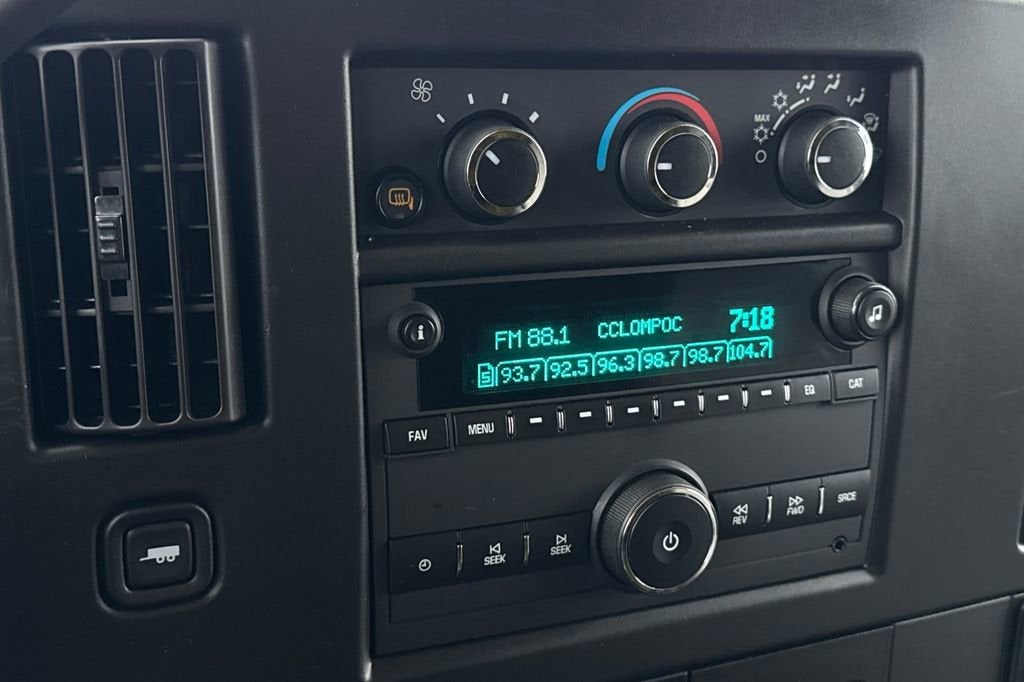 MAX
i
FM 88.1 CCLOMPOC 7:18
5 93.7 92.5 96.3 98.7 98.7 104.7
FAV MENU EQ CAT
SEEK SEEK REV FWD SRCE